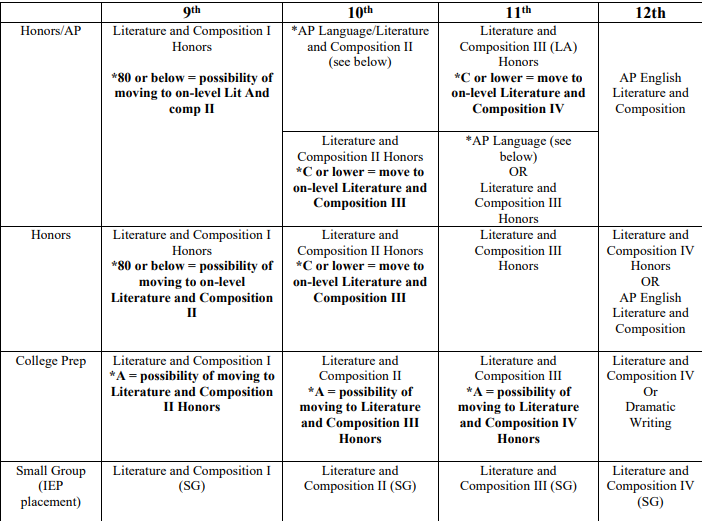 9th
10th
11th
12th
Honors/AP
Literature and Composition I
Honors
*80 or below = possibility of
moving to on-level Lit And
comp II
*AP Language/Literature
and Composition II
(see below)
Literature and
Composition III (LA)
Honors
*C or lower = move to
on-level Literature and
Composition IV
AP English
Literature and
Composition
Literature and
Composition II Honors
*C or lower = move to
on-level Literature and
Composition III
*AP Language (see
below)
OR
Literature and
Composition III
Honors
Honors
Literature and Composition I
Honors
*80 or below = possibility of
moving to on-level
Literature and Composition
II
Literature and
Composition II Honors
*C or lower = move to
on-level Literature and
Composition III
Literature and
Composition III
Honors
Literature and
Composition IV
Honors
OR
AP English
Literature and
Composition
College Prep
Literature and Composition I
*A = possibility of moving to
Literature and Composition
II Honors
Literature and
Composition II
*A = possibility of
moving to Literature
and Composition III
Honors
Literature and
Composition III
*A = possibility of
moving to Literature
and Composition IV
Honors
Literature and
Composition IV
Or
Dramatic
Writing
Small Group
(IEP
placement)
Literature and Composition I
(SG)
Literature and
Composition II (SG)
Literature and
Composition III (SG)
Literature and
Composition IV
(SG)